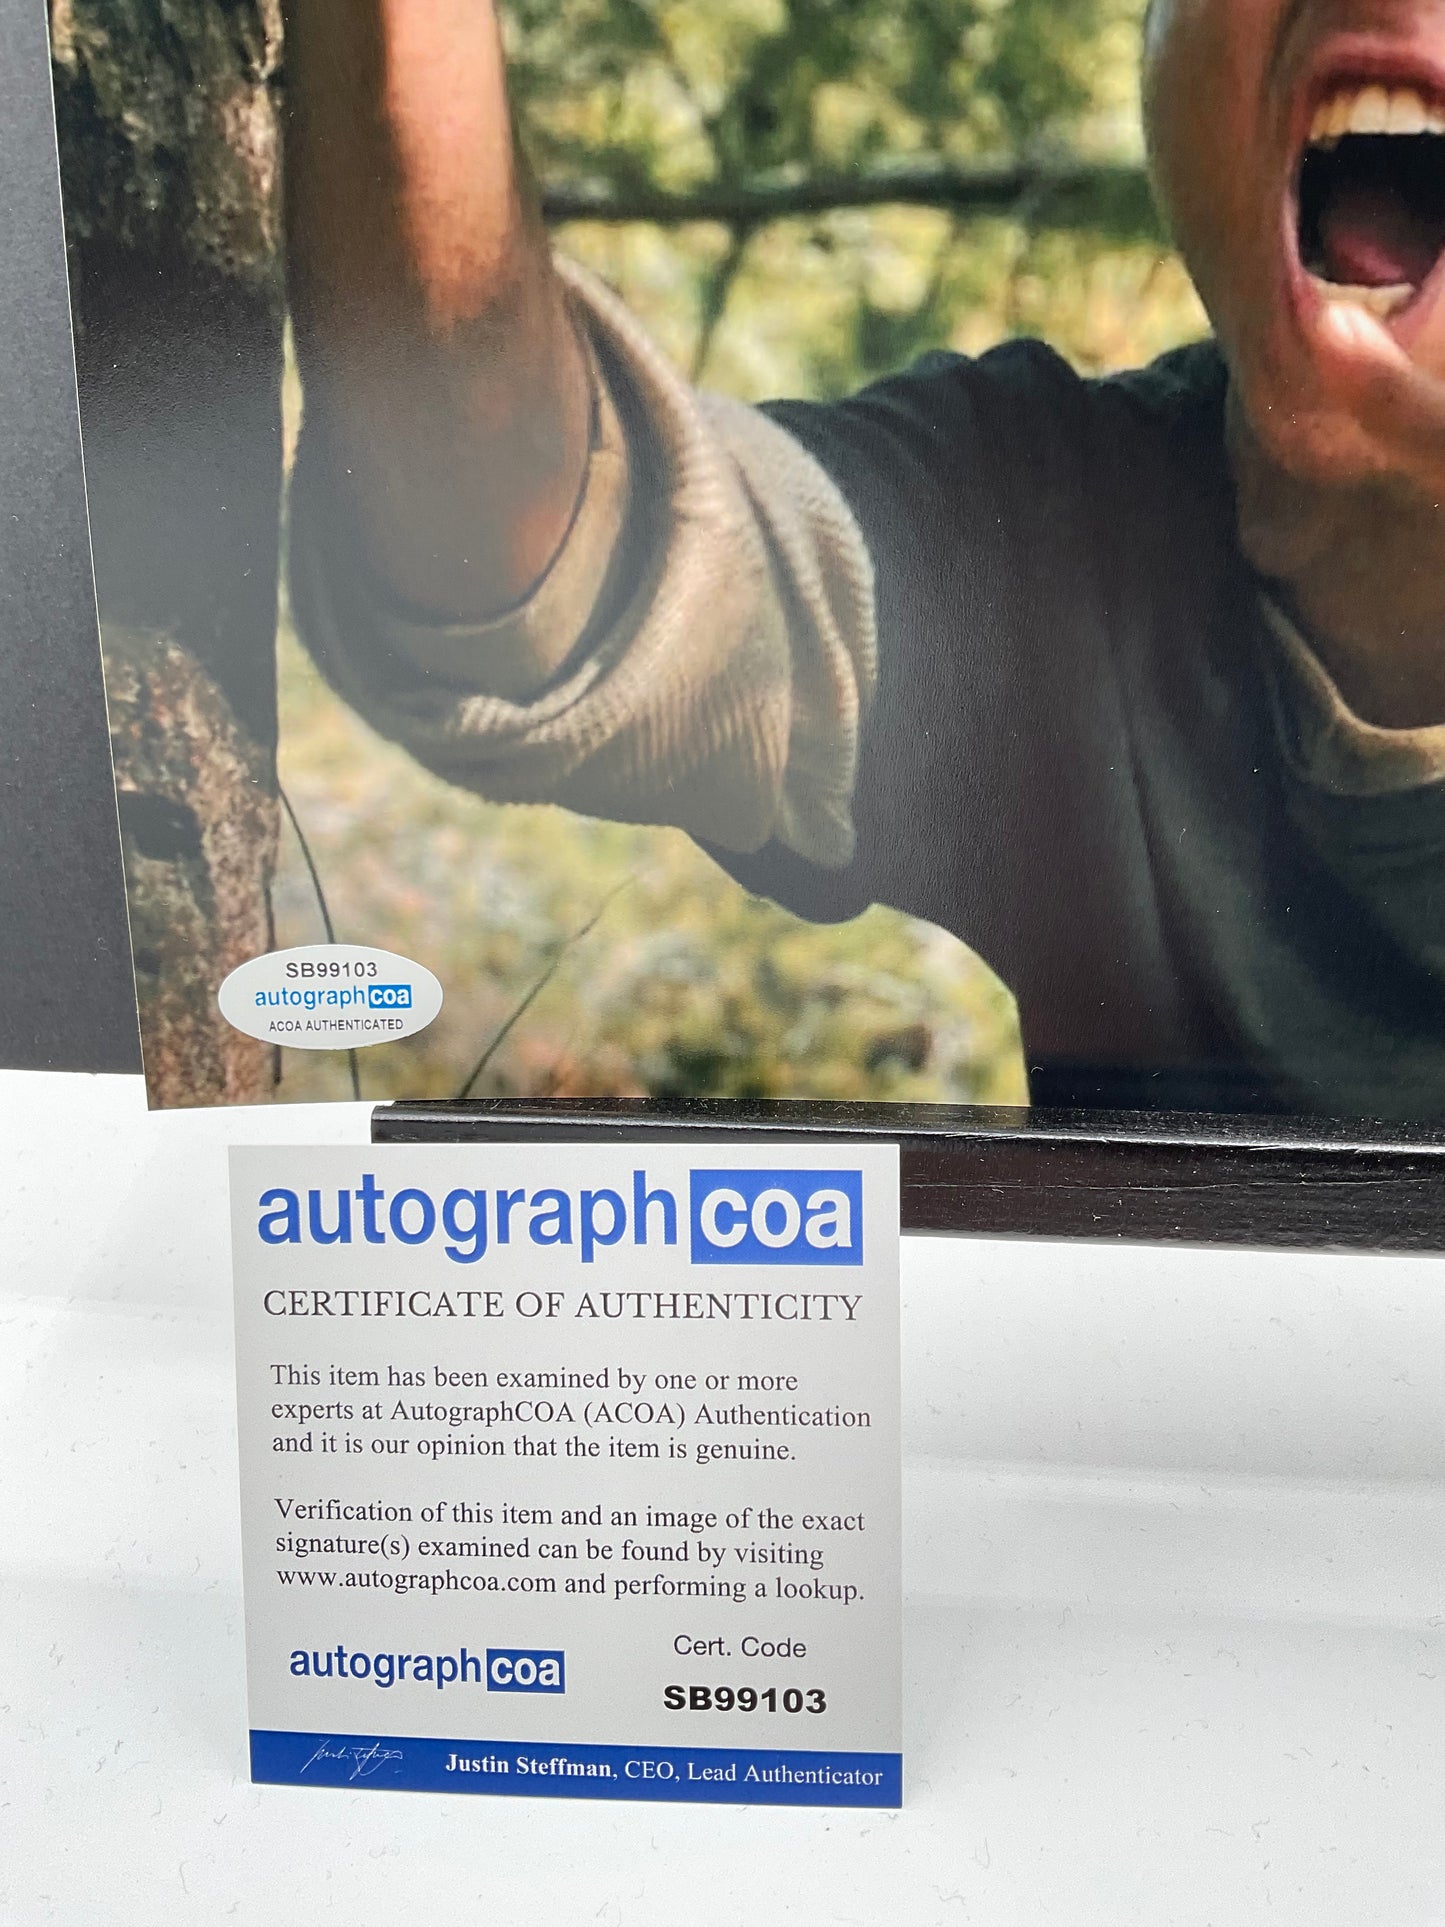 SB99103
autographcoa
ACOA AUTHENTICATED
autographcoa
CERTIFICATE OF AUTHENTICITY
This item has been examined by one or more
experts at AutographCOA (ACOA) Authentication
and it is our opinion that the item is genuine.
Verification of this item and an image of the exact
signature(s) examined can be found by visiting
www.autographcoa.com and performing a lookup.
Cert. Code
autographcoa
SB99103
Justin Steffman, CEO, Lead Authenticator